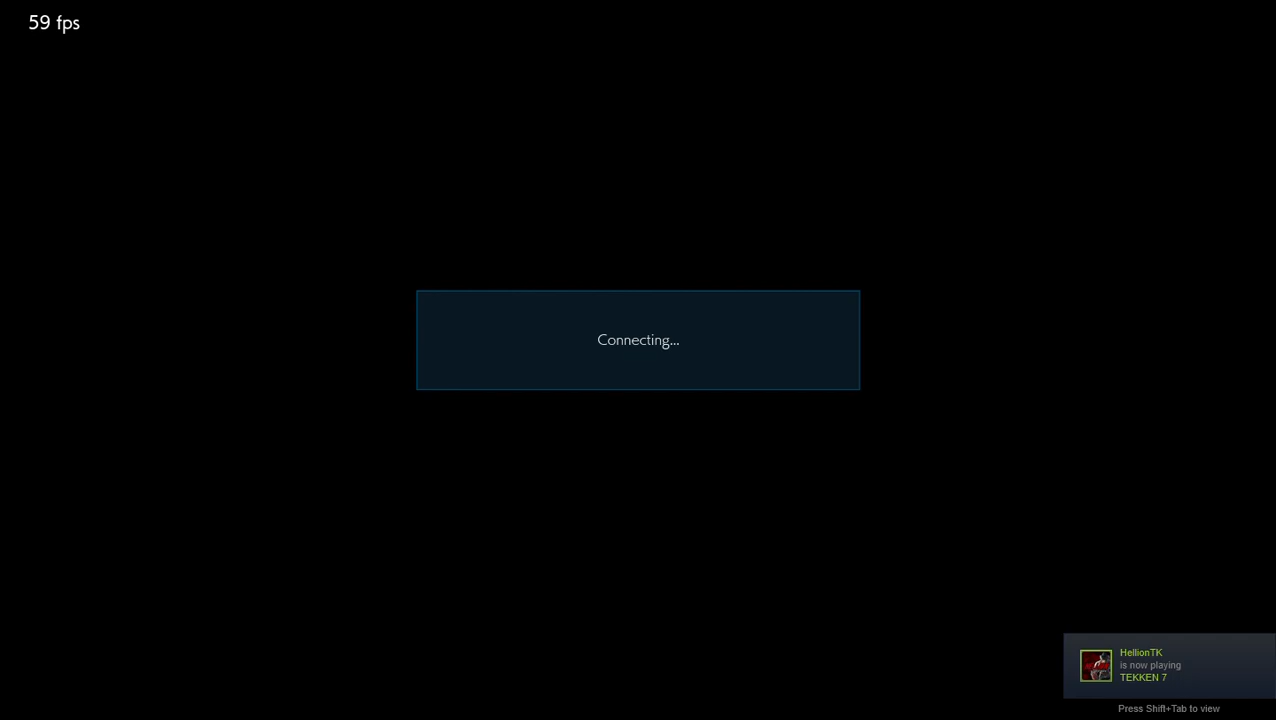 59 fps
Connecting...
HellionTK
is now playing
TEKKEN 7
Press Shift+Tab to view